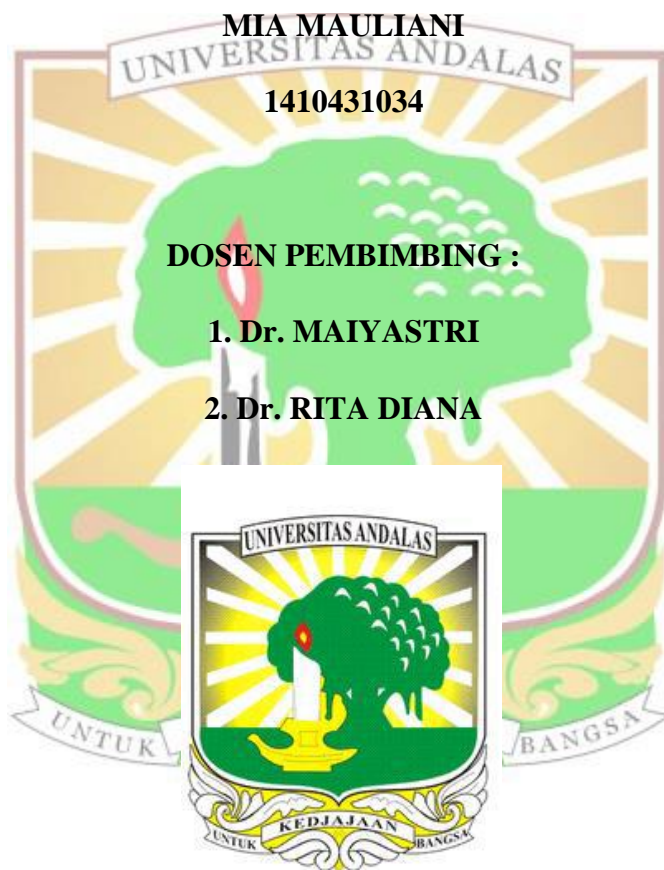 MIA MAULIANI
UNIVERSITAS ANDALAS
1410431034
DOSEN PEMBIMBING :
1. Dr. MAIYASTRI
2. Dr. RITA DIANA
UNIVERSITAS ANDALAS
UNTUK
BANGSA
KEDJAJAAN
UNTUK
BANGSA